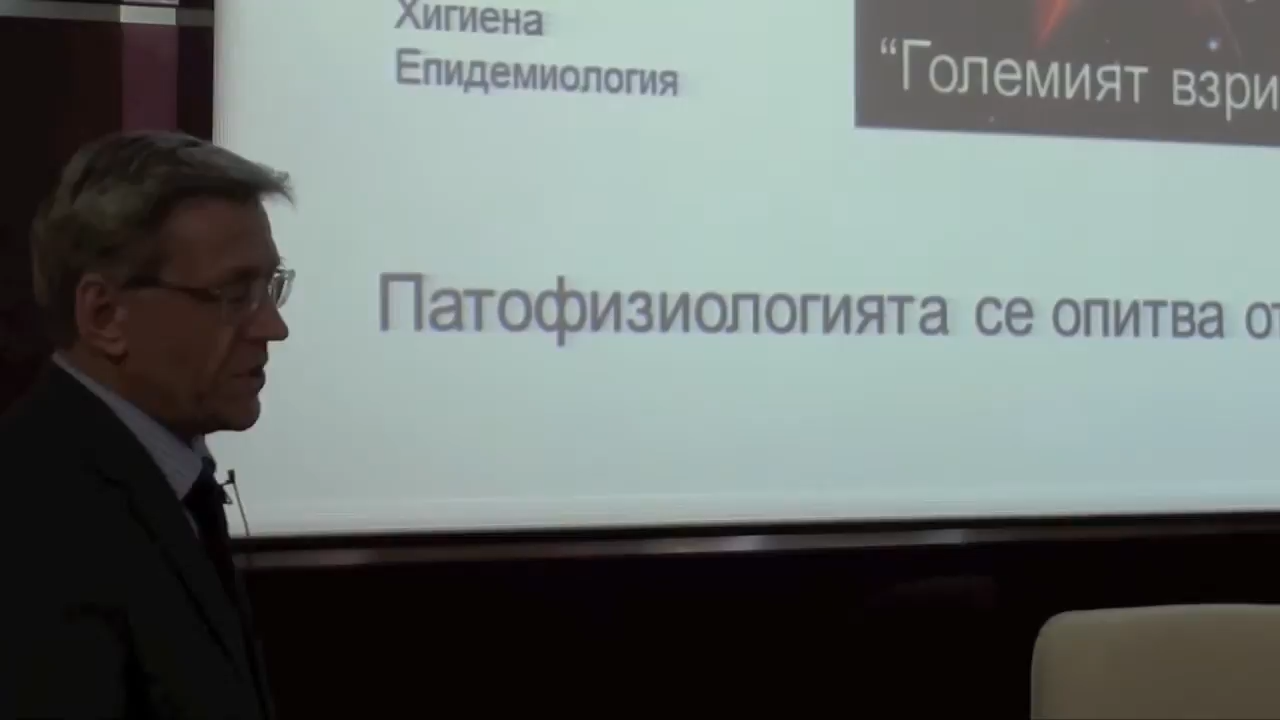 Хигиена
Епидемиология
“Големият взри
Патофизиологията се опитва от